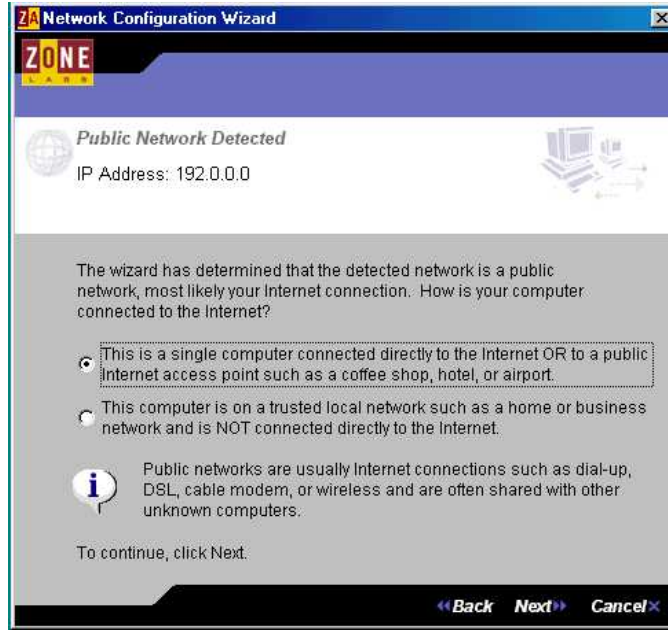 ZA Network Configuration Wizard
ZONE
LABS
Public Network Detected
IP Address: 192.0.0.0
The wizard has determined that the detected network is a public
network, most likely your Internet connection. How is your computer
connected to the Internet?
This is a single computer connected directly to the Internet OR to a public
Internet access point such as a coffee shop, hotel, or airport.
This computer is on a trusted local network such as a home or business
network and is NOT connected directly to the Internet.
i
Public networks are usually Internet connections such as dial-up,
DSL, cable modem, or wireless and are often shared with other
unknown computers.
To continue, click Next.
Back Next Cancel